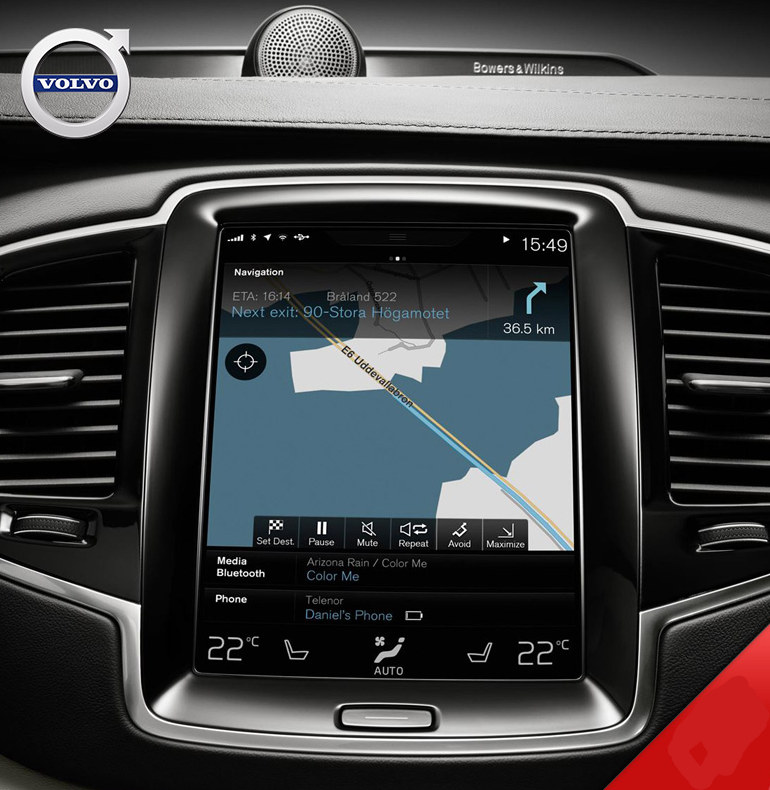 VOLVO
Bowers & Wilkins
15:49
Navigation
ETA: 16:14 Bråland 522
Next exit: 90-Stora Högamotet
36.5 km
E6 Uddevallabron
Set Dest. Pause Mute Repeat Avoid Maximize
Media Arizona Rain / Color Me
Bluetooth Color Me
Phone Telenor
Daniel's Phone
22°C 22°C
AUTO